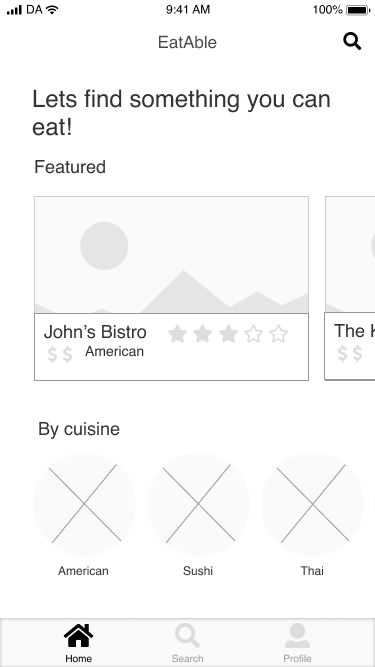 DA 9:41 AM 100%
EatAble
Lets find something you can
eat!
Featured
John's Bistro
$ $ American
The K
$ $
By cuisine
American Sushi Thai
Home Search Profile